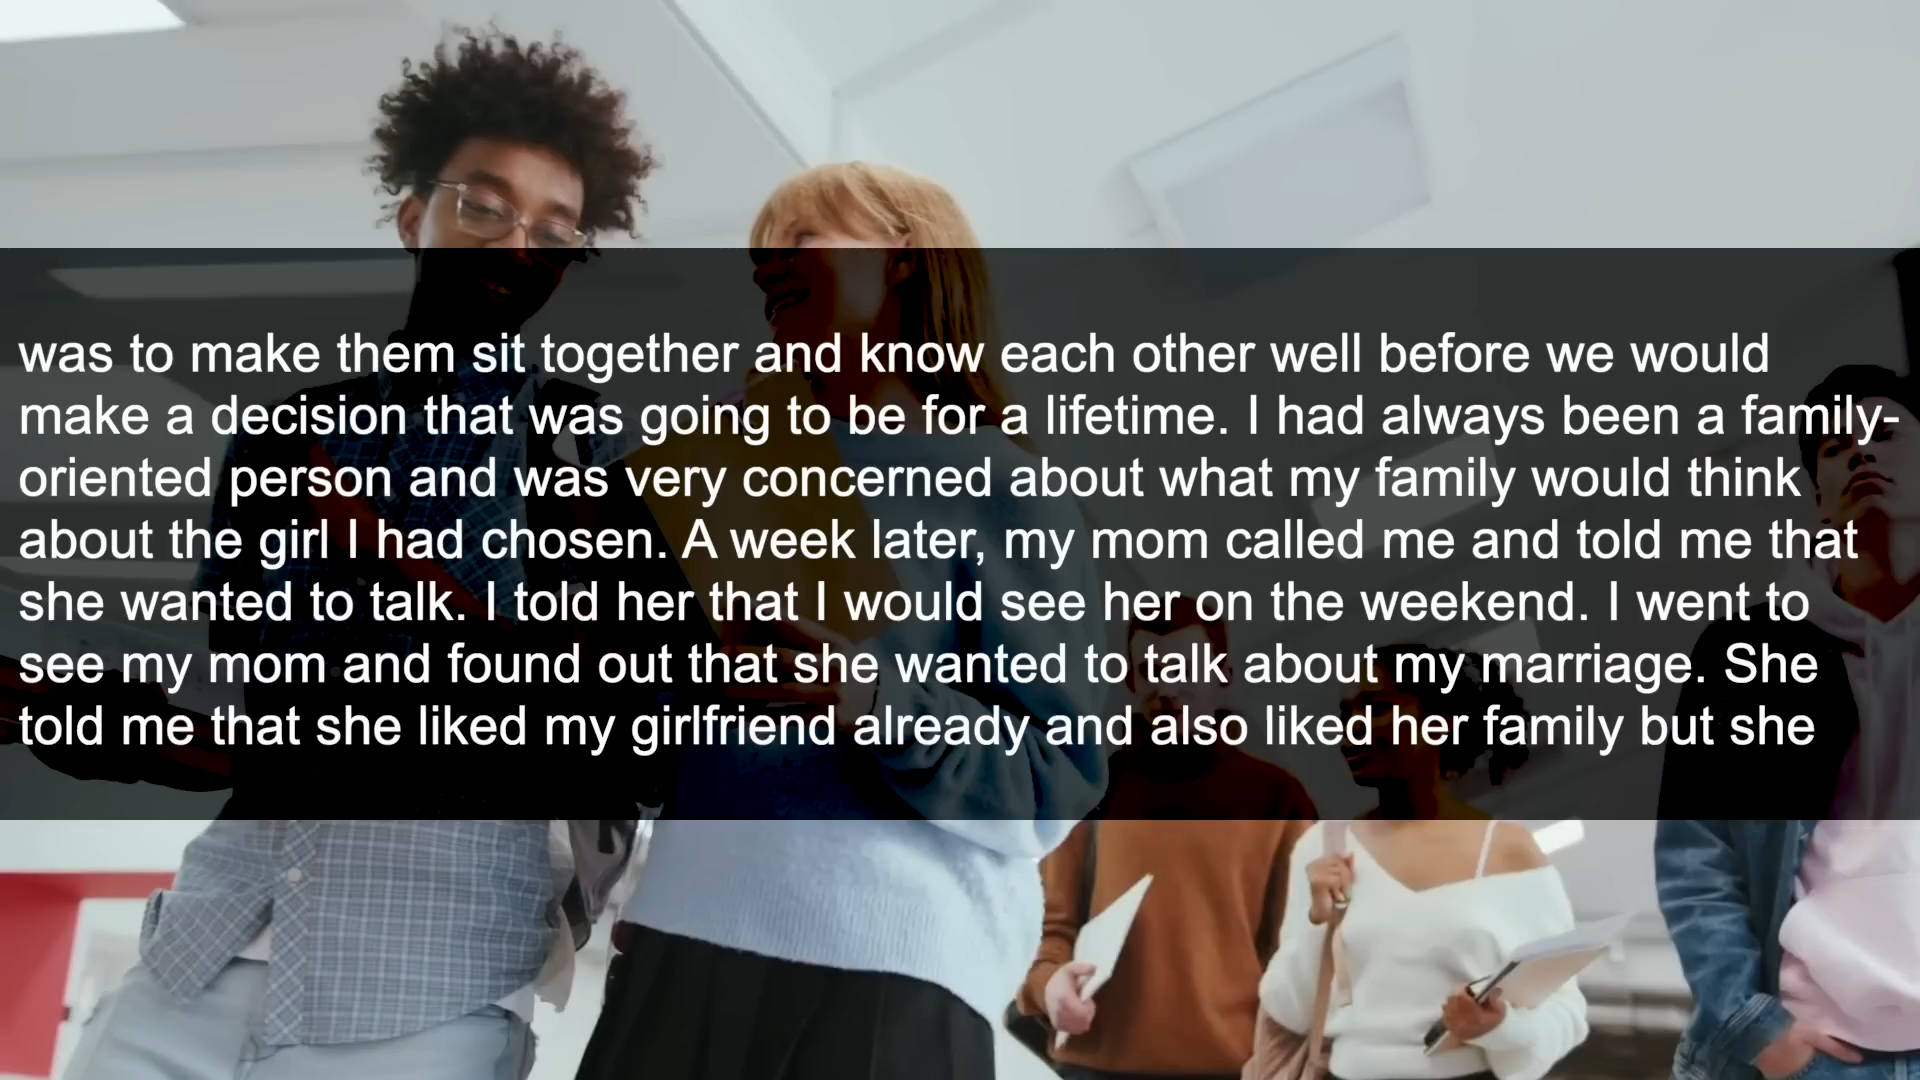 was to make them sit together and know each other well before we would
make a decision that was going to be for a lifetime. I had always been a family-
oriented person and was very concerned about what my family would think
about the girl I had chosen. A week later, my mom called me and told me that
she wanted to talk. I told her that I would see her on the weekend. I went to
see my mom and found out that she wanted to talk about my marriage. She
told me that she liked my girlfriend already and also liked her family but she